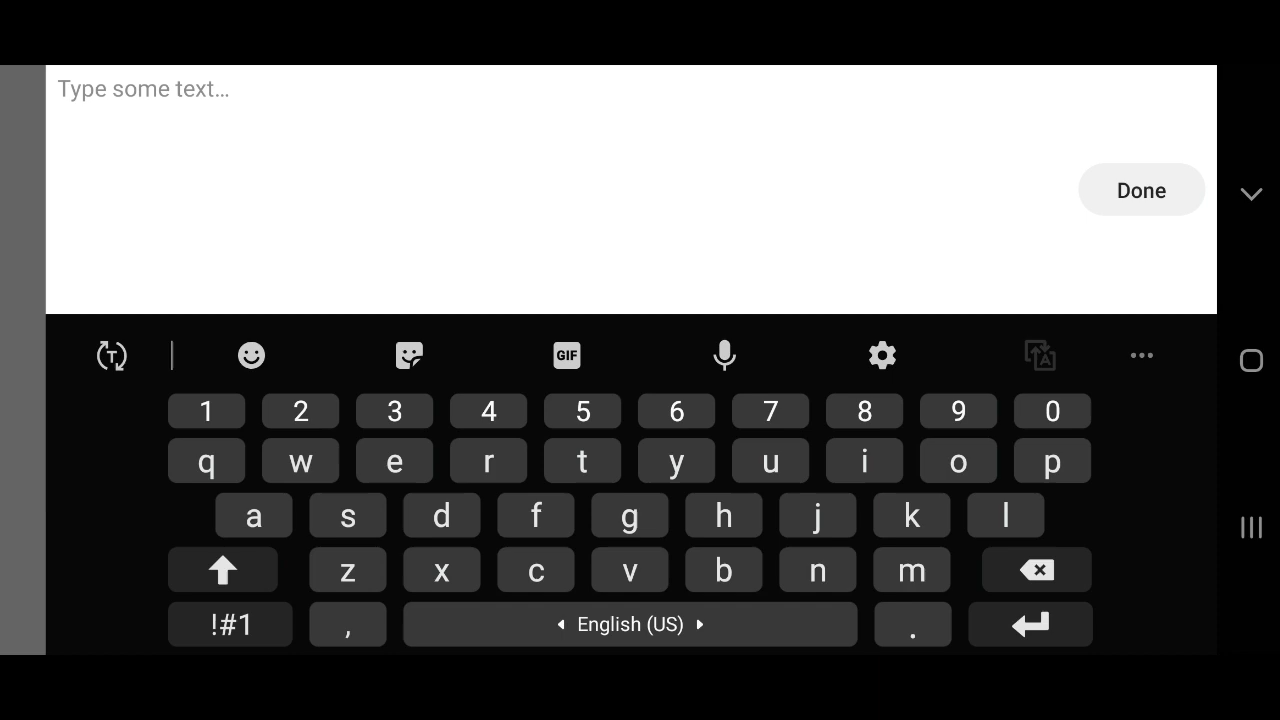 Type some text...
Done
T GIF A
1 2 3 4 5 6 7 8 9 0
q w e r t y u i o p
a s d f g h j k l
z x c v b n m
!#1 , English (US) .